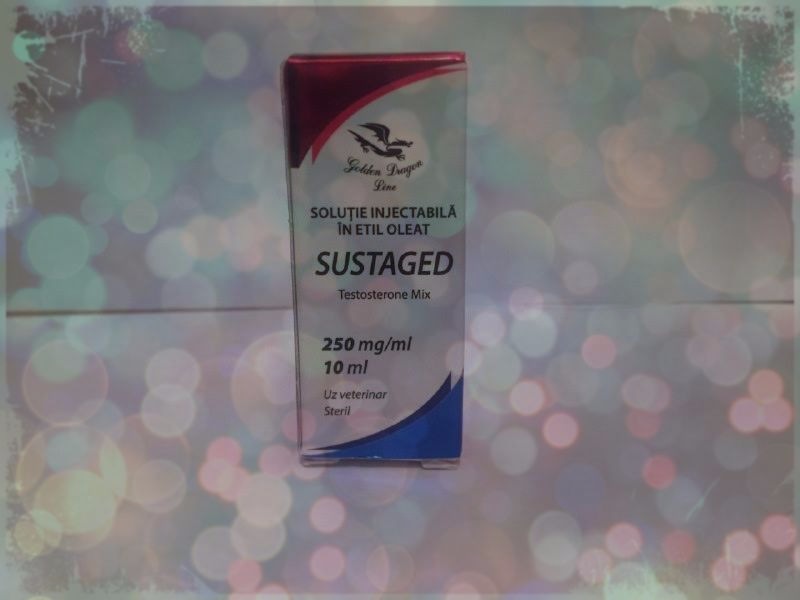 Golden Dragon
Line
SOLUȚIE INJECTABILĂ
ÎN ETIL OLEAT
SUSTAGED
Testosterone Mix
250 mg/ml
10 ml
Uz veterinar
Steril